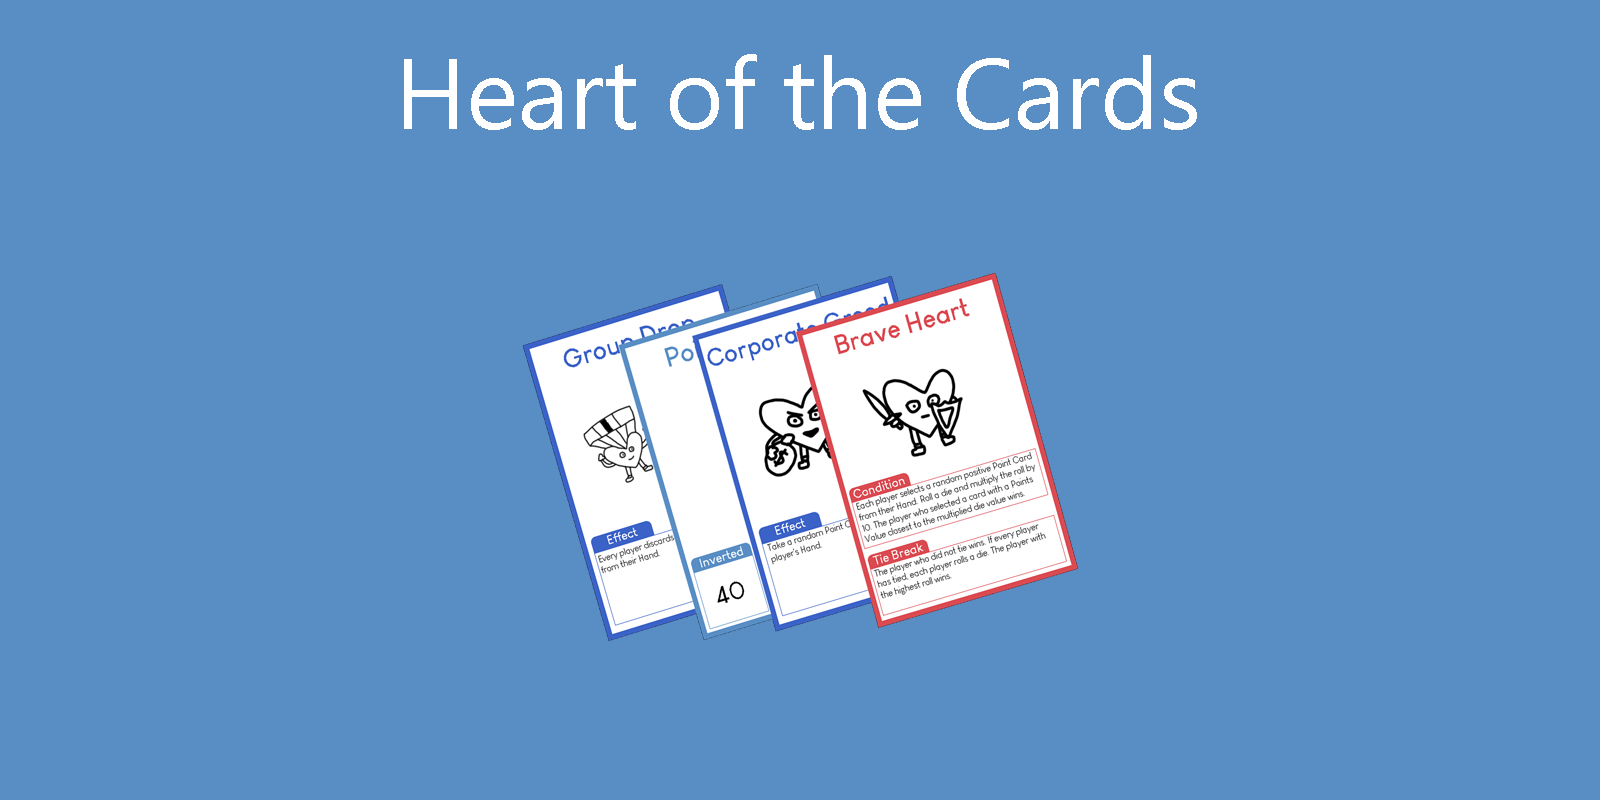 Heart of the Cards
Group Drop
Effect
Every player discards
from their Hand.
Inverted
40
Corporate Greed
Effect
Take a random Point
player's Hand.
Brave Heart
Condition
Each player selects a random positive Point Card
from their Hand. Roll a die and multiply the roll by
10. The player who selected a card with a Points
Value closest to the multiplied die value wins.
Tie Break
The player who did not tie wins. If every player
has tied, each player rolls a die. The player with
the highest roll wins.